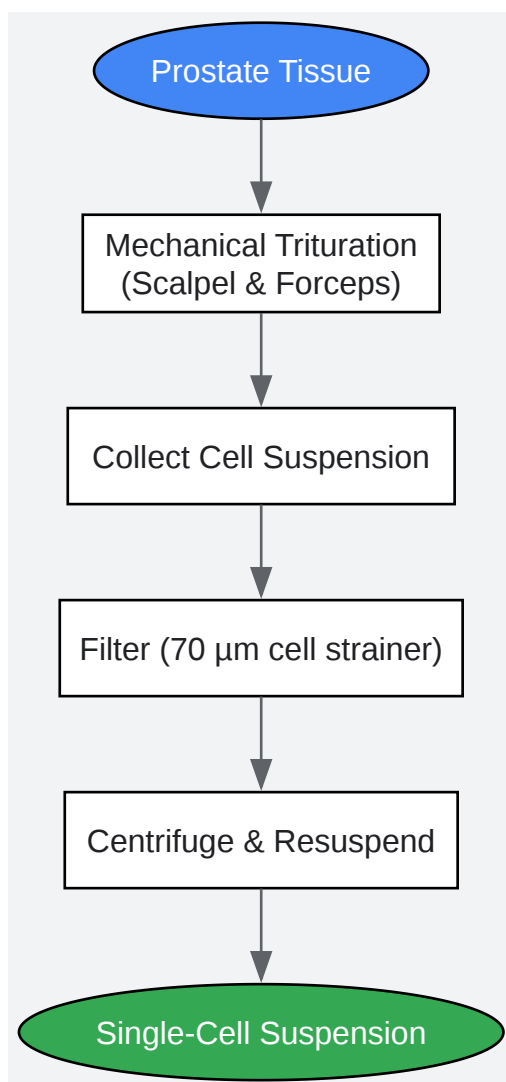 Prostate Tissue
Mechanical Trituration
(Scalpel & Forceps)
Collect Cell Suspension
Filter (70 µm cell strainer)
Centrifuge & Resuspend
Single-Cell Suspension